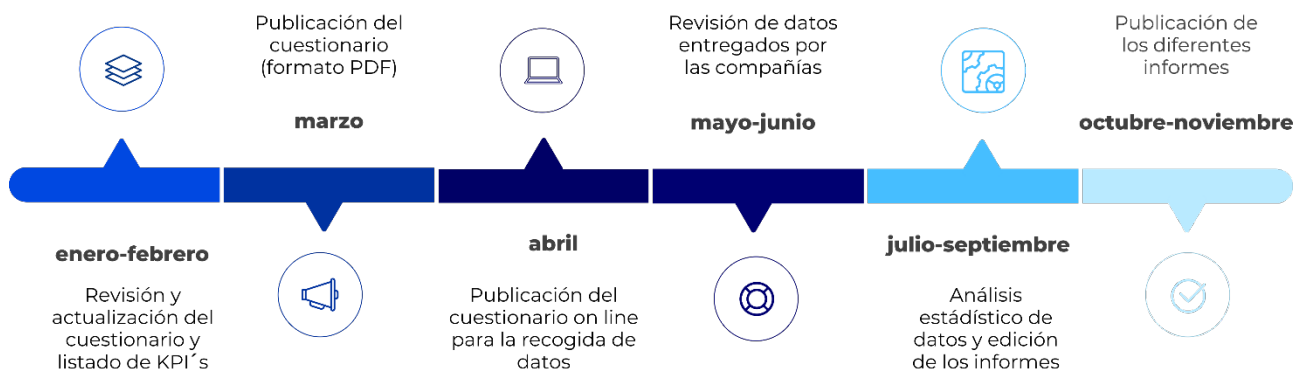 enero-febrero
Revisión y
actualización del
cuestionario y
listado de KPI´s
Publicación del
cuestionario
(formato PDF)
marzo
abril
Publicación del
cuestionario on line
para la recogida de
datos
Revisión de datos
entregados por
las compañías
mayo-junio
julio-septiembre
Análisis
estádístico de
datos y edición
de los informes
Publicación de
los diferentes
informes
octubre-noviembre